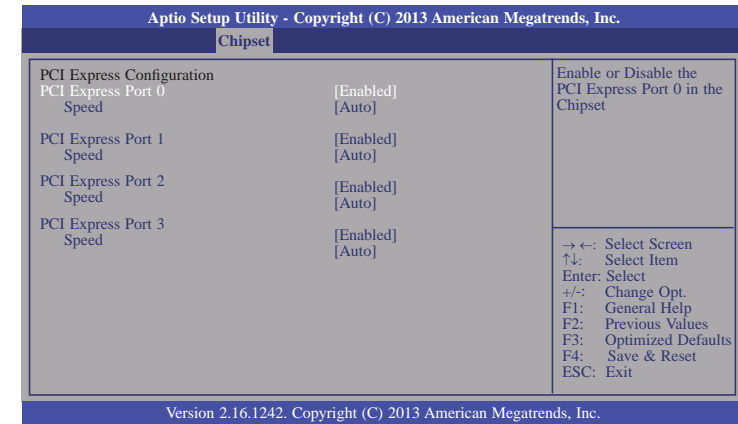 Aptio Setup Utility - Copyright (C) 2013 American Megatrends, Inc.
Chipset
PCI Express Configuration
PCI Express Port 0 [Enabled]
Speed [Auto]
PCI Express Port 1 [Enabled]
Speed [Auto]
PCI Express Port 2 [Enabled]
Speed [Auto]
PCI Express Port 3 [Enabled]
Speed [Auto]
Enable or Disable the
PCI Express Port 0 in the
Chipset
→←: Select Screen
↑↓: Select Item
Enter: Select
+/-: Change Opt.
F1: General Help
F2: Previous Values
F3: Optimized Defaults
F4: Save & Reset
ESC: Exit
Version 2.16.1242. Copyright (C) 2013 American Megatrends, Inc.